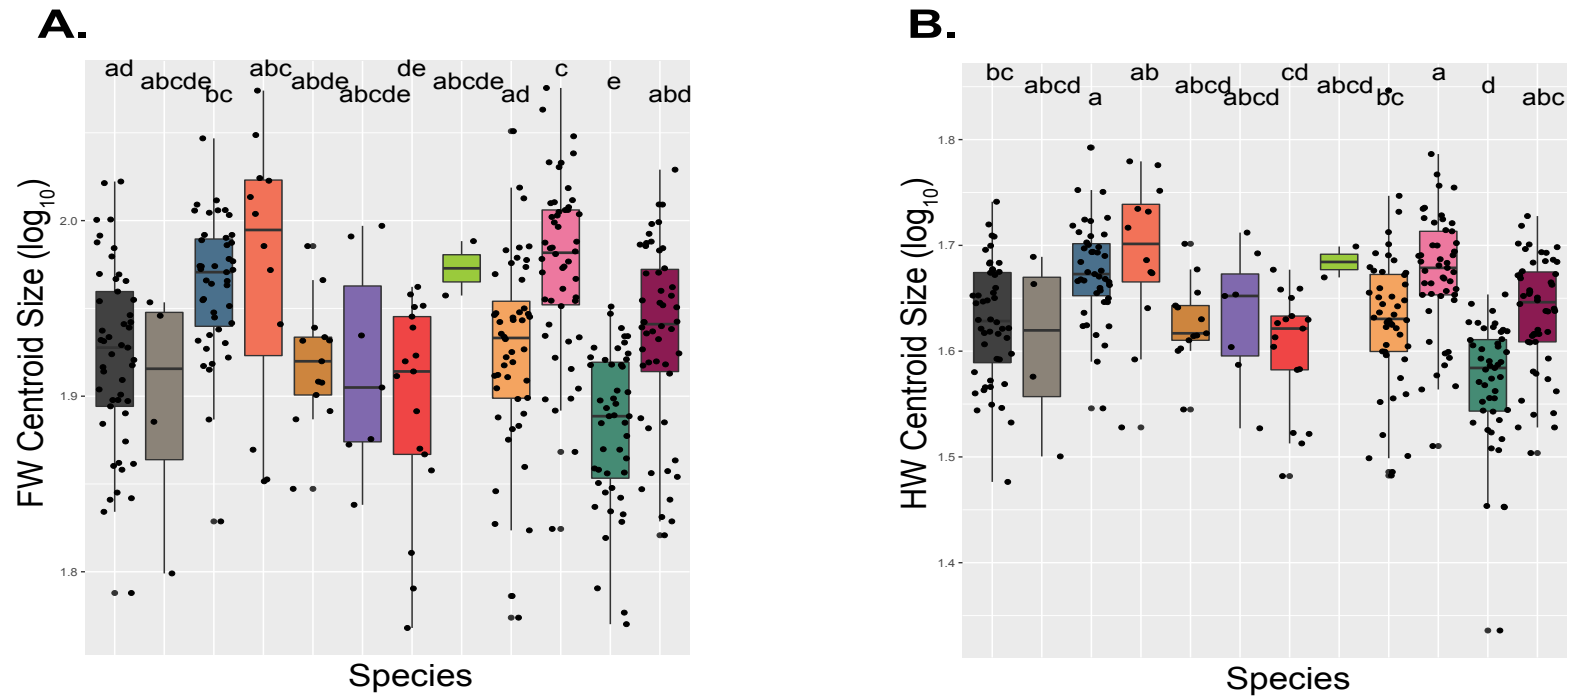 A.
ad
abcde
bc
abc
abde
abcde
de
abcde
ad
c
e
abd
2.0
1.9
1.8
FW Centroid Size (log10)
Species
B.
bc
abcd
a
ab
abcd
abcd
cd
abcd
bc
a
d
abc
1.8
1.7
1.6
1.5
1.4
HW Centroid Size (log10)
Species